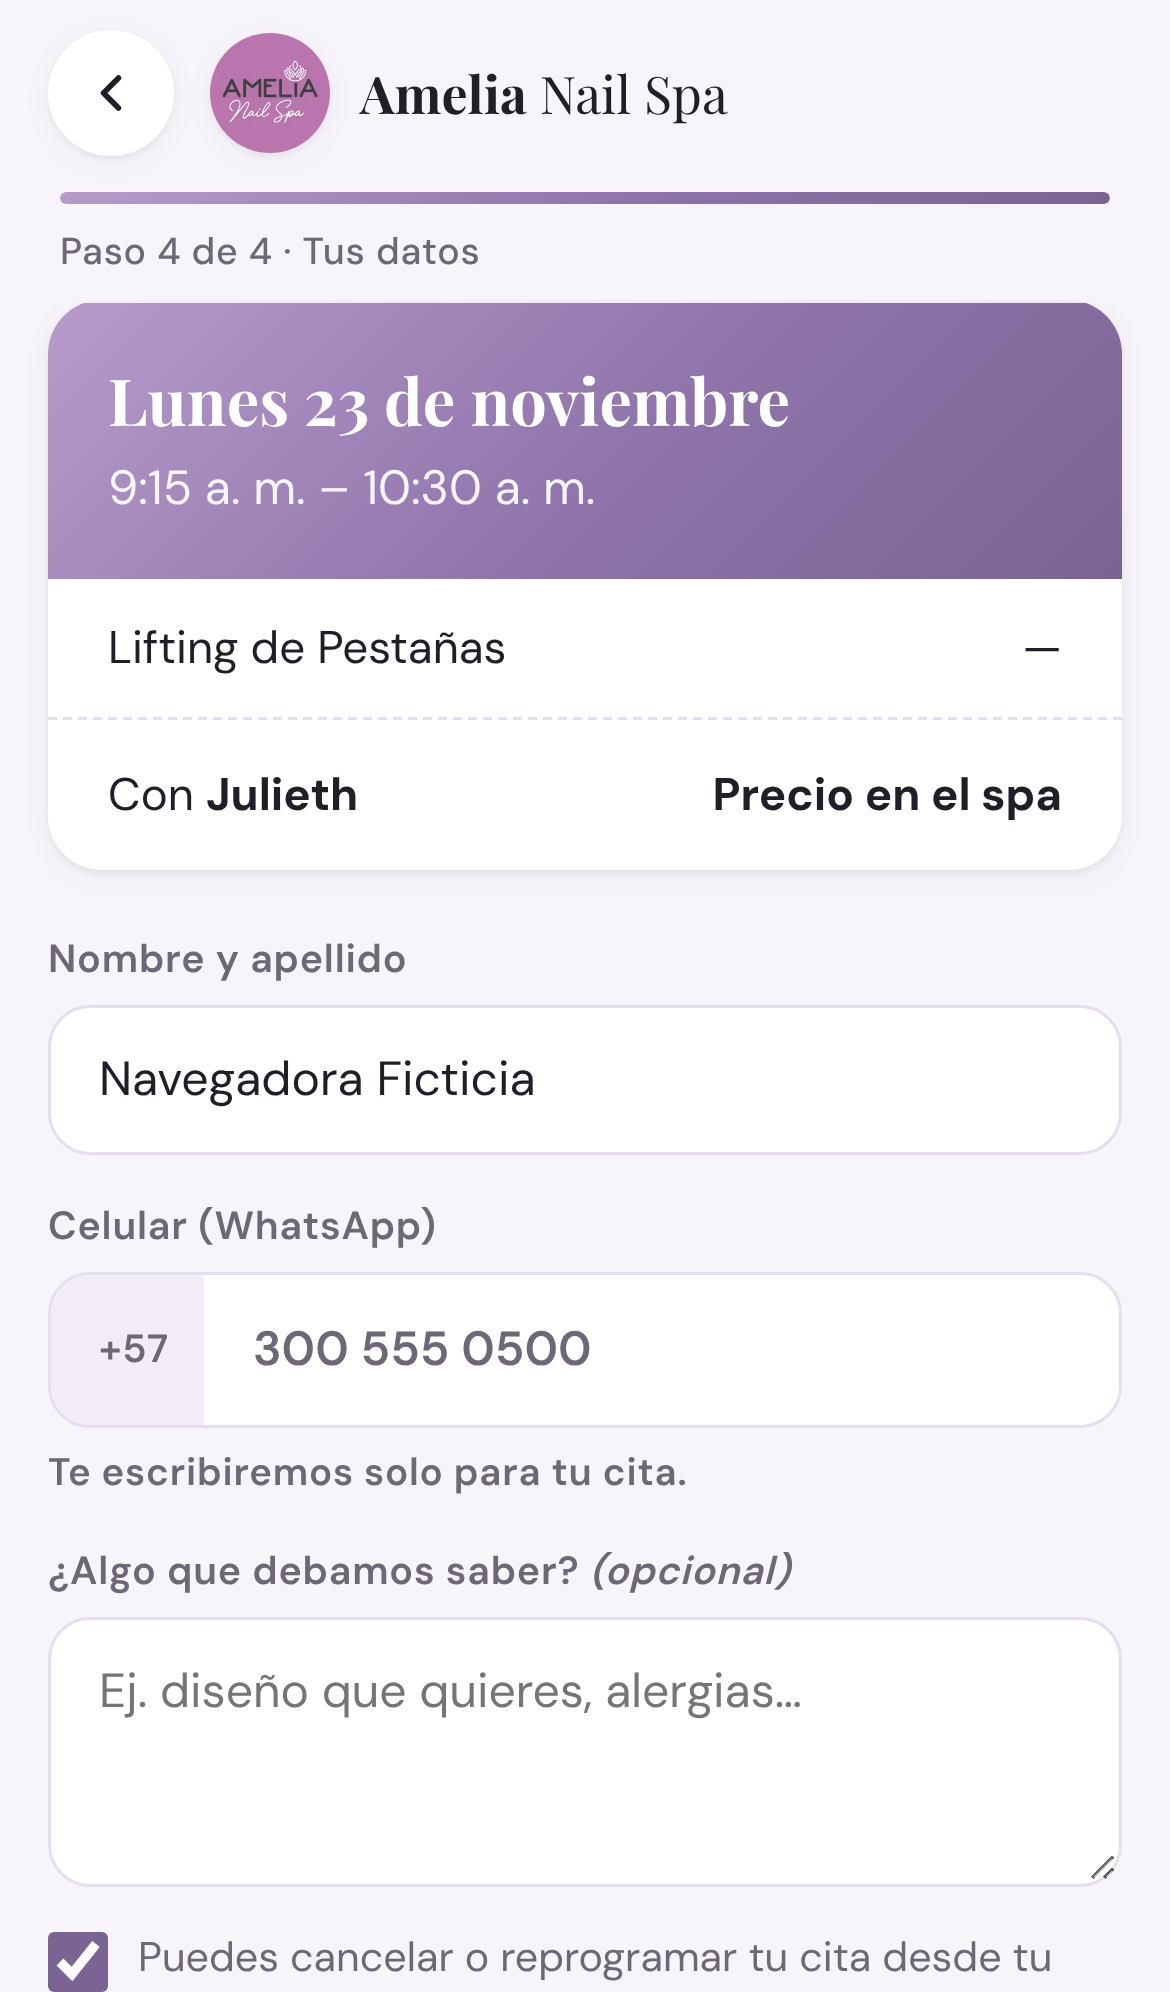 AMELIA
Nail Spa
Amelia Nail Spa
Paso 4 de 4 · Tus datos
Lunes 23 de noviembre
9:15 a. m. – 10:30 a. m.
Lifting de Pestañas —
Con Julieth Precio en el spa
Nombre y apellido
Navegadora Ficticia
Celular (WhatsApp)
+57 300 555 0500
Te escribiremos solo para tu cita.
¿Algo que debamos saber? (opcional)
Ej. diseño que quieres, alergias...
Puedes cancelar o reprogramar tu cita desde tu